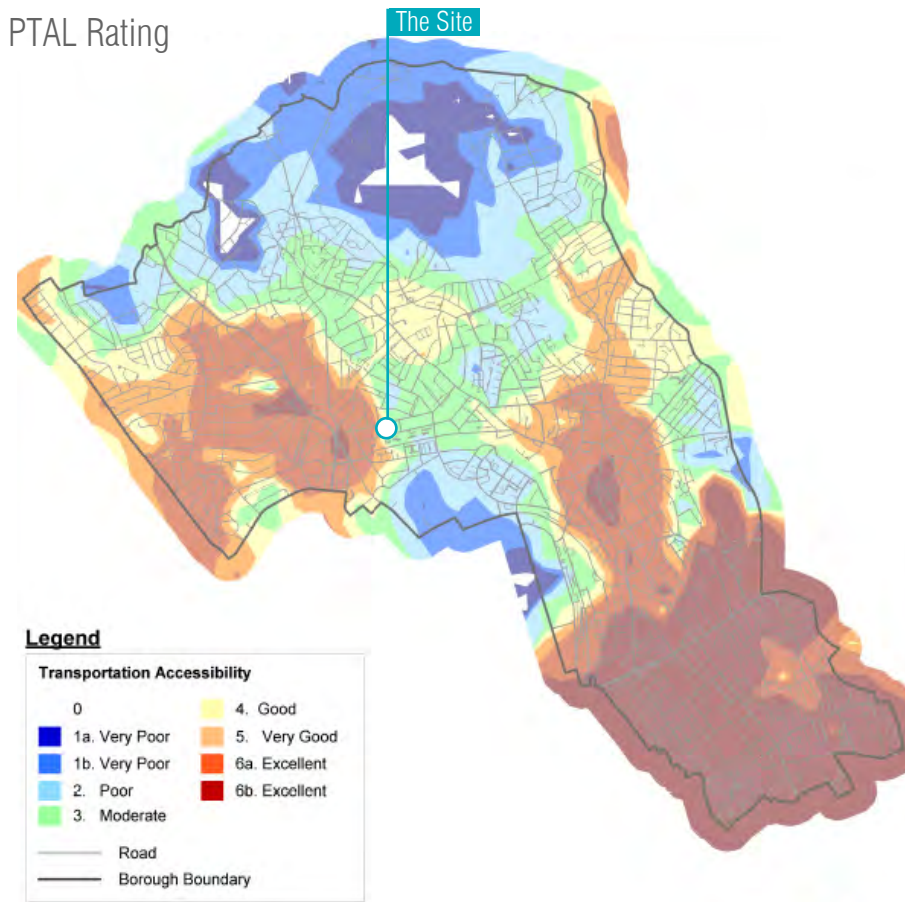 PTAL Rating
The Site
Legend
Transportation Accessibility
0
1a. Very Poor
1b. Very Poor
2. Poor
3. Moderate
4. Good
5. Very Good
6a. Excellent
6b. Excellent
Road
Borough Boundary